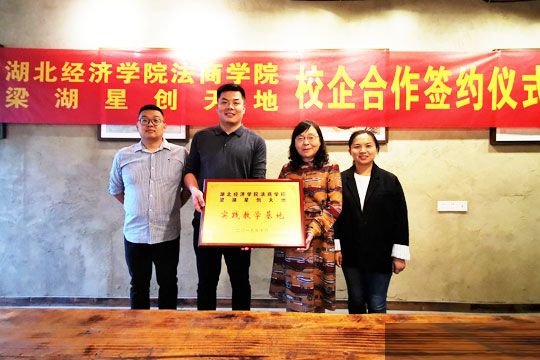 湖北经济学院法商学院
梁湖星创天地
校企合作签约仪式
湖北经济学院法商学院
梁湖星创天地
实践教学基地